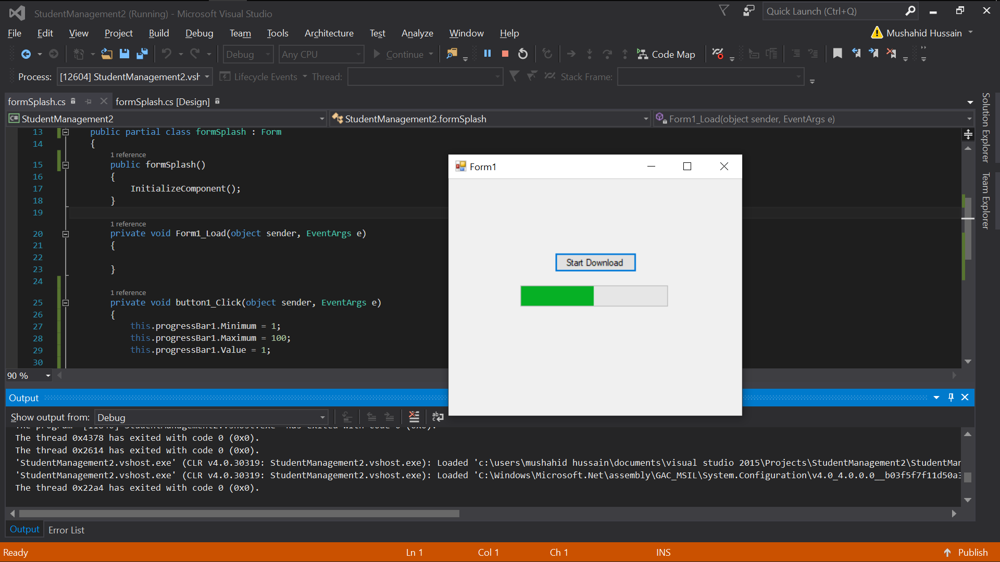 StudentManagement2 (Running) - Microsoft Visual Studio
Quick Launch (Ctrl+Q)
File Edit View Project Build Debug Team Tools Architecture Test Analyze Window Help
Mushahid Hussain
Debug Any CPU Continue Code Map
Process: [12604] StudentManagement2.vsh Lifecycle Events Thread: Stack Frame:
formSplash.cs formSplash.cs [Design]
C# StudentManagement2 StudentManagement2.formSplash Form1_Load(object sender, EventArgs e)
Solution Explorer
Team Explorer
13 public partial class formSplash : Form
14 {
1 reference
15 public formSplash()
16 {
17 InitializeComponent();
18 }
19
1 reference
20 private void Form1_Load(object sender, EventArgs e)
21 {
22
23 }
24
1 reference
25 private void button1_Click(object sender, EventArgs e)
26 {
27 this.progressBar1.Minimum = 1;
28 this.progressBar1.Maximum = 100;
29 this.progressBar1.Value = 1;
30
Form1
Start Download
90 %
Output
Show output from: Debug
The thread 0x4378 has exited with code 0 (0x0).
The thread 0x2614 has exited with code 0 (0x0).
'StudentManagement2.vshost.exe' (CLR v4.0.30319: StudentManagement2.vshost.exe): Loaded 'c:\users\mushahid hussain\documents\visual studio 2015\Projects\StudentManagement2\StudentMar
'StudentManagement2.vshost.exe' (CLR v4.0.30319: StudentManagement2.vshost.exe): Loaded 'C:\Windows\Microsoft.Net\assembly\GAC_MSIL\System.Configuration\v4.0_4.0.0.0__b03f5f7f11d50a3
The thread 0x22a4 has exited with code 0 (0x0).
Output Error List
Ready Ln 1 Col 1 Ch 1 INS Publish